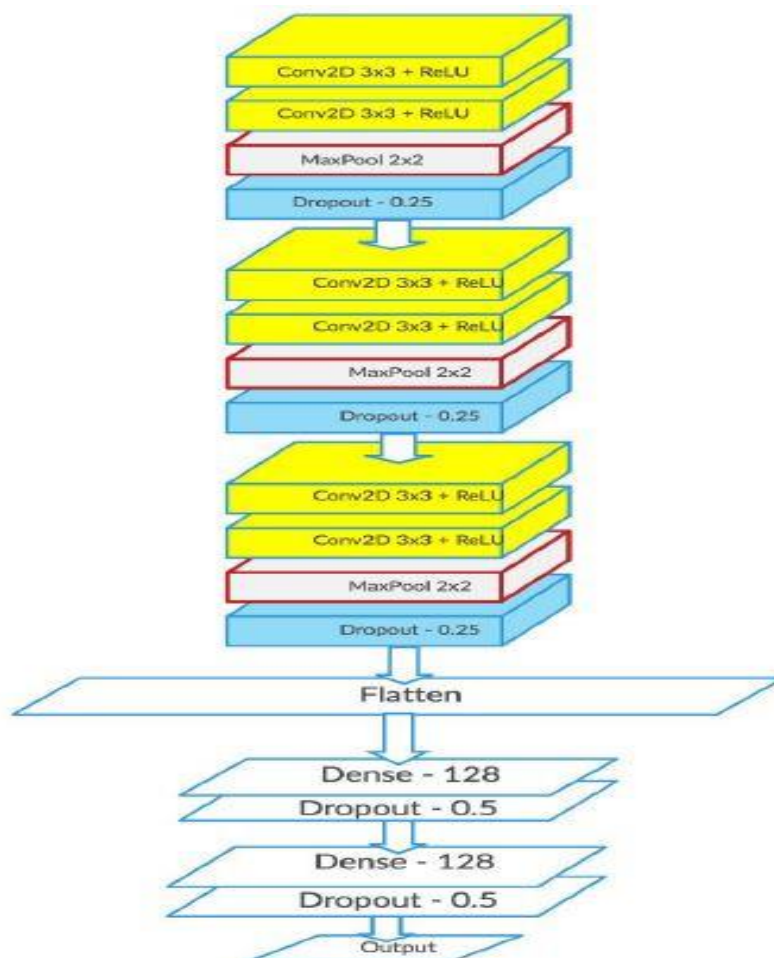 Conv2D 3x3 + ReLU
Conv2D 3x3 + ReLU
MaxPool 2x2
Dropout - 0.25
Conv2D 3x3 + ReLU
Conv2D 3x3 + ReLU
MaxPool 2x2
Dropout - 0.25
Conv2D 3x3 + ReLU
Conv2D 3x3 + ReLU
MaxPool 2x2
Dropout - 0.25
Flatten
Dense - 128
Dropout - 0.5
Dense - 128
Dropout - 0.5
Output